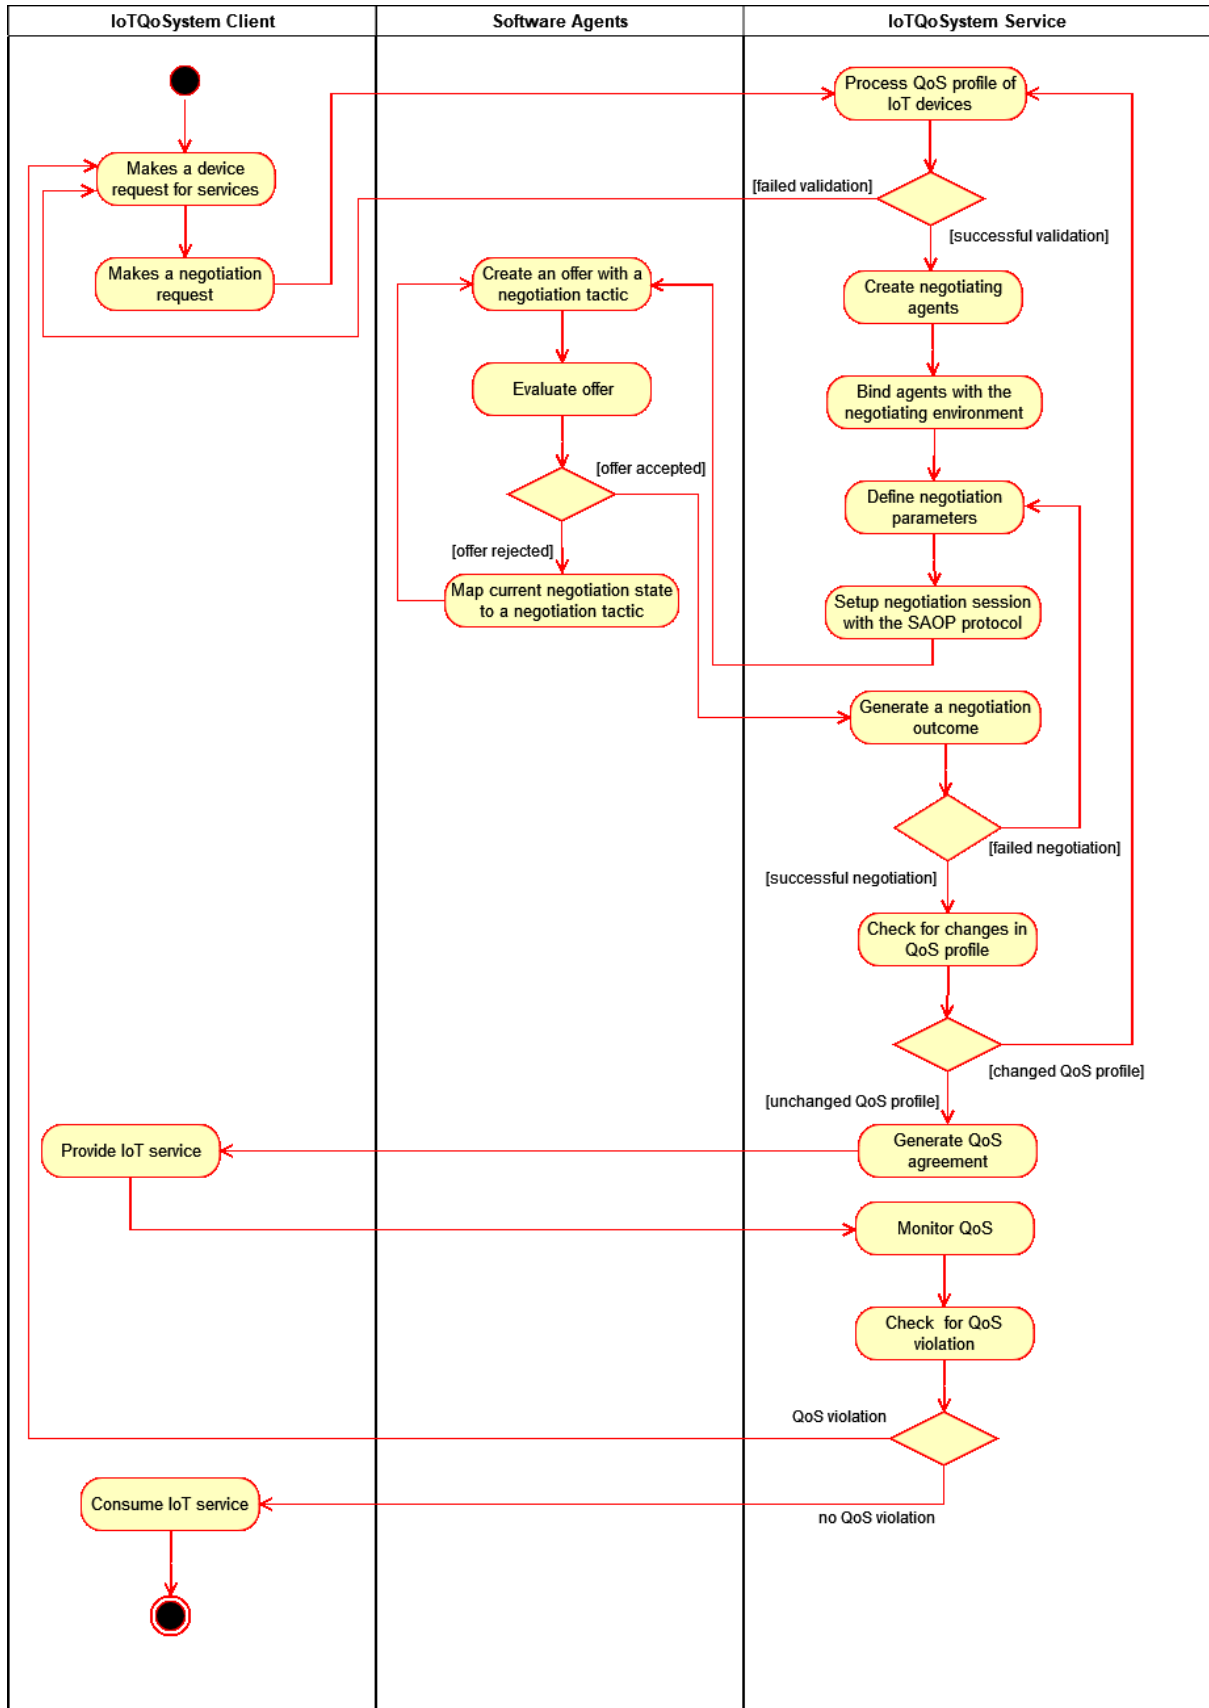 IoTQoSystem Client
Software Agents
IoTQoSystem Service
Process QoS profile of
IoT devices
Makes a device
request for services
[failed validation]
[successful validation]
Makes a negotiation
request
Create an offer with a
negotiation tactic
Create negotiating
agents
Evaluate offer
Bind agents with the
negotiating environment
[offer accepted]
Define negotiation
parameters
[offer rejected]
Map current negotiation state
to a negotiation tactic
Setup negotiation session
with the SAOP protocol
Generate a negotiation
outcome
[failed negotiation]
[successful negotiation]
Check for changes in
QoS profile
[changed QoS profile]
[unchanged QoS profile]
Provide IoT service
Generate QoS
agreement
Monitor QoS
Check for QoS
violation
QoS violation
Consume IoT service
no QoS violation